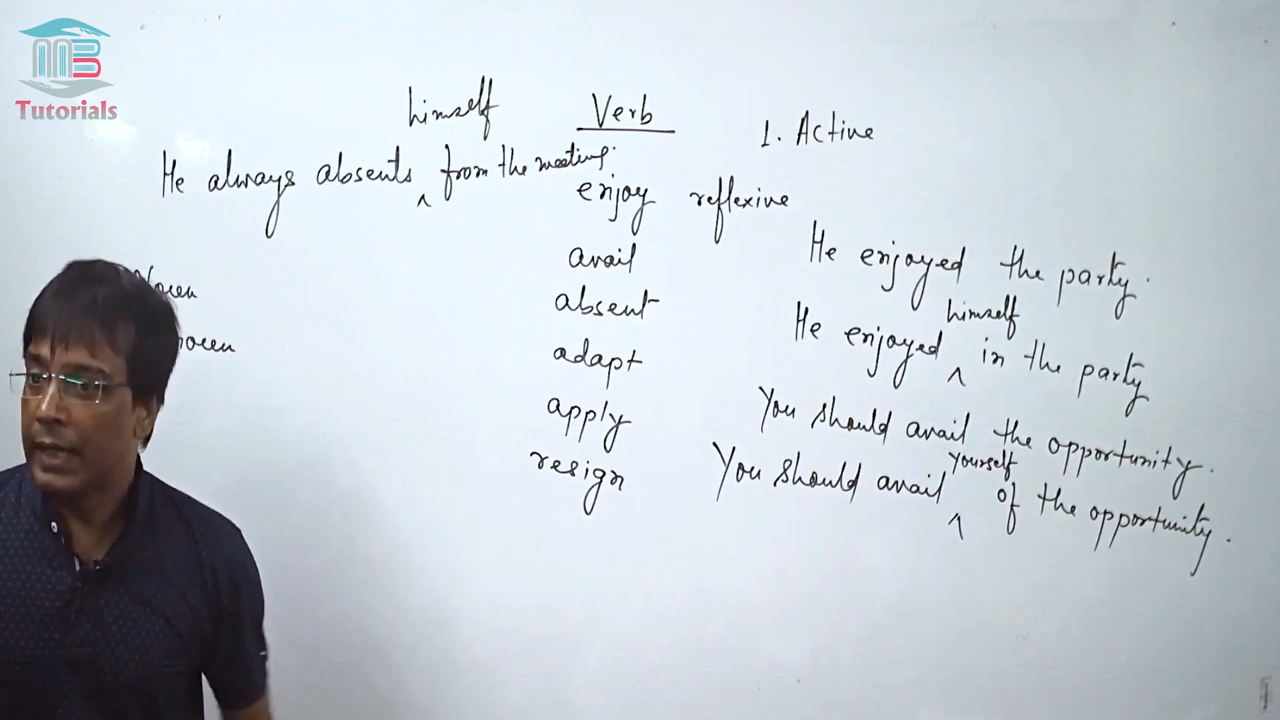 MB
Tutorials
himself
He always absents ^ from the meeting.
Verb
enjoy reflexive
avail
absent
adapt
apply
resign
1. Active
He enjoyed the party.
himself
He enjoyed ^ in the party
You should avail the opportunity.
yourself
You should avail ^ of the opportunity.